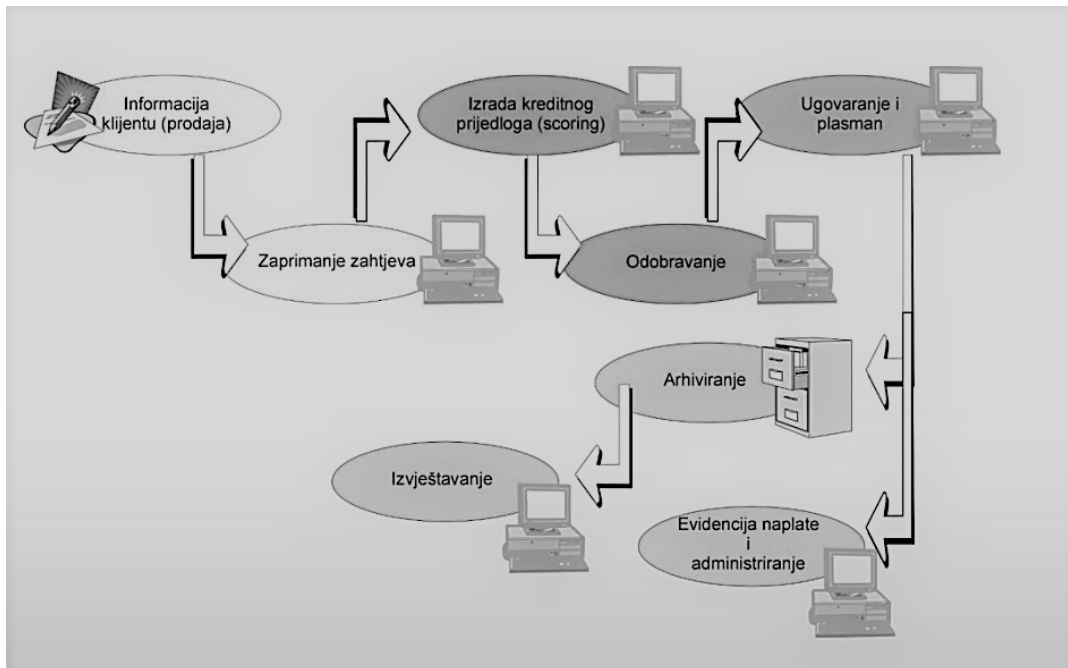 Informacija
klijentu (prodaja)
Zaprimanje zahtjeva
Izrada kreditnog
prijedloga (scoring)
Odobravanje
Ugovaranje i
plasman
Arhiviranje
Izvještavanje
Evidencija naplate
i
administriranje